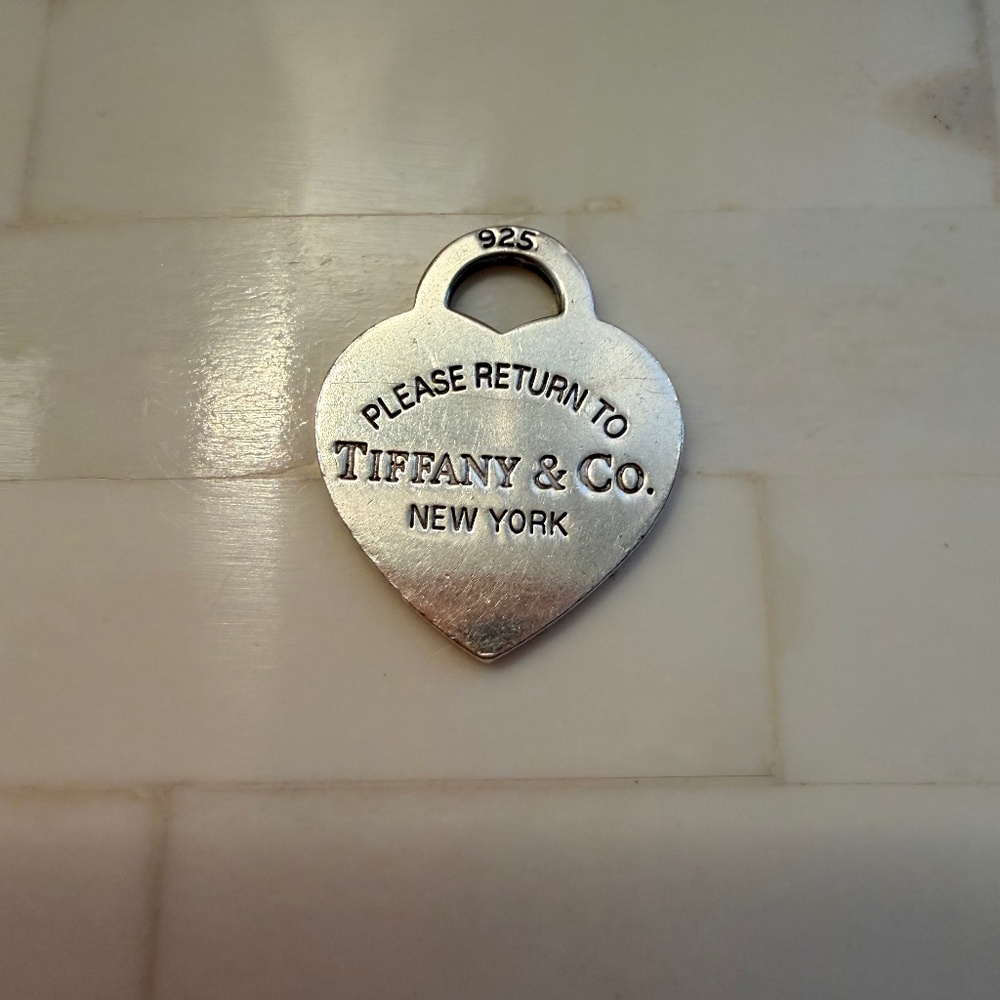 925
PLEASE RETURN TO
TIFFANY & CO.
NEW YORK